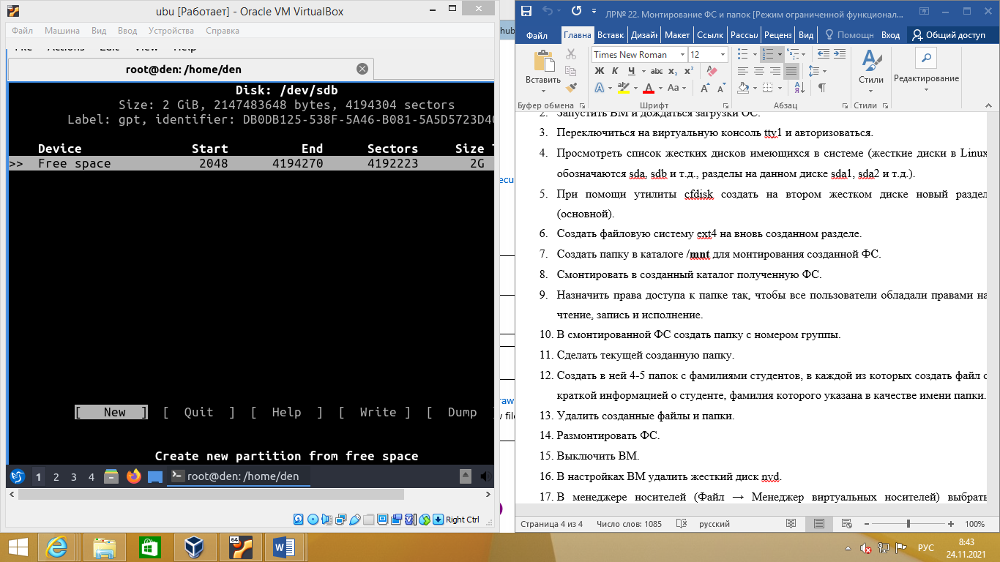 ubu [Работает] - Oracle VM VirtualBox
Файл Машина Вид Ввод Устройства Справка
root@den: /home/den
Disk: /dev/sdb
Size: 2 GiB, 2147483648 bytes, 4194304 sectors
Label: gpt, identifier: DB0DB125-538F-5A46-B081-5A5D5723D4
Device Start End Sectors Size
>> Free space 2048 4194270 4192223 2G
[ New ] [ Quit ] [ Help ] [ Write ] [ Dump
Create new partition from free space
1 2 3 4 root@den: /home/den
Right Ctrl
hub
ecu
raw
v file
ЛР№ 22. Монтирование ФС и папок [Режим ограниченной функционал...
Файл Главна Вставк Дизай Макет Ссылк Рассыл Реценз Вид Помощн Вход Общий доступ
Times New Roman 12
Вставить
Ж К Ч abc x₂ x²
A Aa A A
Стили
Редактирование
Буфер обмена Шрифт Абзац Стили
2. Запустить ВМ и дождаться загрузки ОС.
3. Переключиться на виртуальную консоль tty1 и авторизоваться.
4. Просмотреть список жестких дисков имеющихся в системе (жесткие диски в Linux
обозначаются sda, sdb и т.д., разделы на данном диске sda1, sda2 и т.д.).
5. При помощи утилиты cfdisk создать на втором жестком диске новый раздел
(основной).
6. Создать файловую систему ext4 на вновь созданном разделе.
7. Создать папку в каталоге /mnt для монтирования созданной ФС.
8. Смонтировать в созданный каталог полученную ФС.
9. Назначить права доступа к папке так, чтобы все пользователи обладали правами на
чтение, запись и исполнение.
10. В смонтированной ФС создать папку с номером группы.
11. Сделать текущей созданную папку.
12. Создать в ней 4-5 папок с фамилиями студентов, в каждой из которых создать файл с
краткой информацией о студенте, фамилия которого указана в качестве имени папки.
13. Удалить созданные файлы и папки.
14. Размонтировать ФС.
15. Выключить ВМ.
16. В настройках ВМ удалить жесткий диск nyd.
17. В менеджере носителей (Файл → Менеджер виртуальных носителей) выбрать
Страница 4 из 4 Число слов: 1085 русский 100%
РУС 8:43
24.11.2021